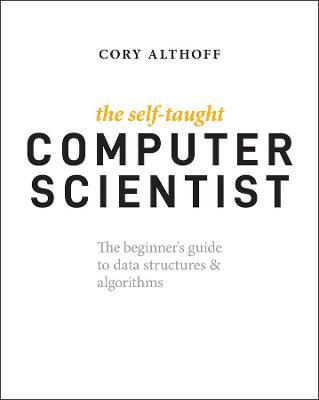 CORY ALTHOFF
the self-taught
COMPUTER
SCIENTIST
The beginner's guide
to data structures &
algorithms